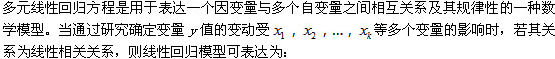 多元线性回归方程是用于表达一个因变量与多个自变量之间相互关系及其规律性的一种数
学模型。当通过研究确定变量 y 值的变动受 x₁ , x₂ , ... , xₖ 等多个变量的影响时，若其
关系为线性相关关系，则线性回归模型可表达为：